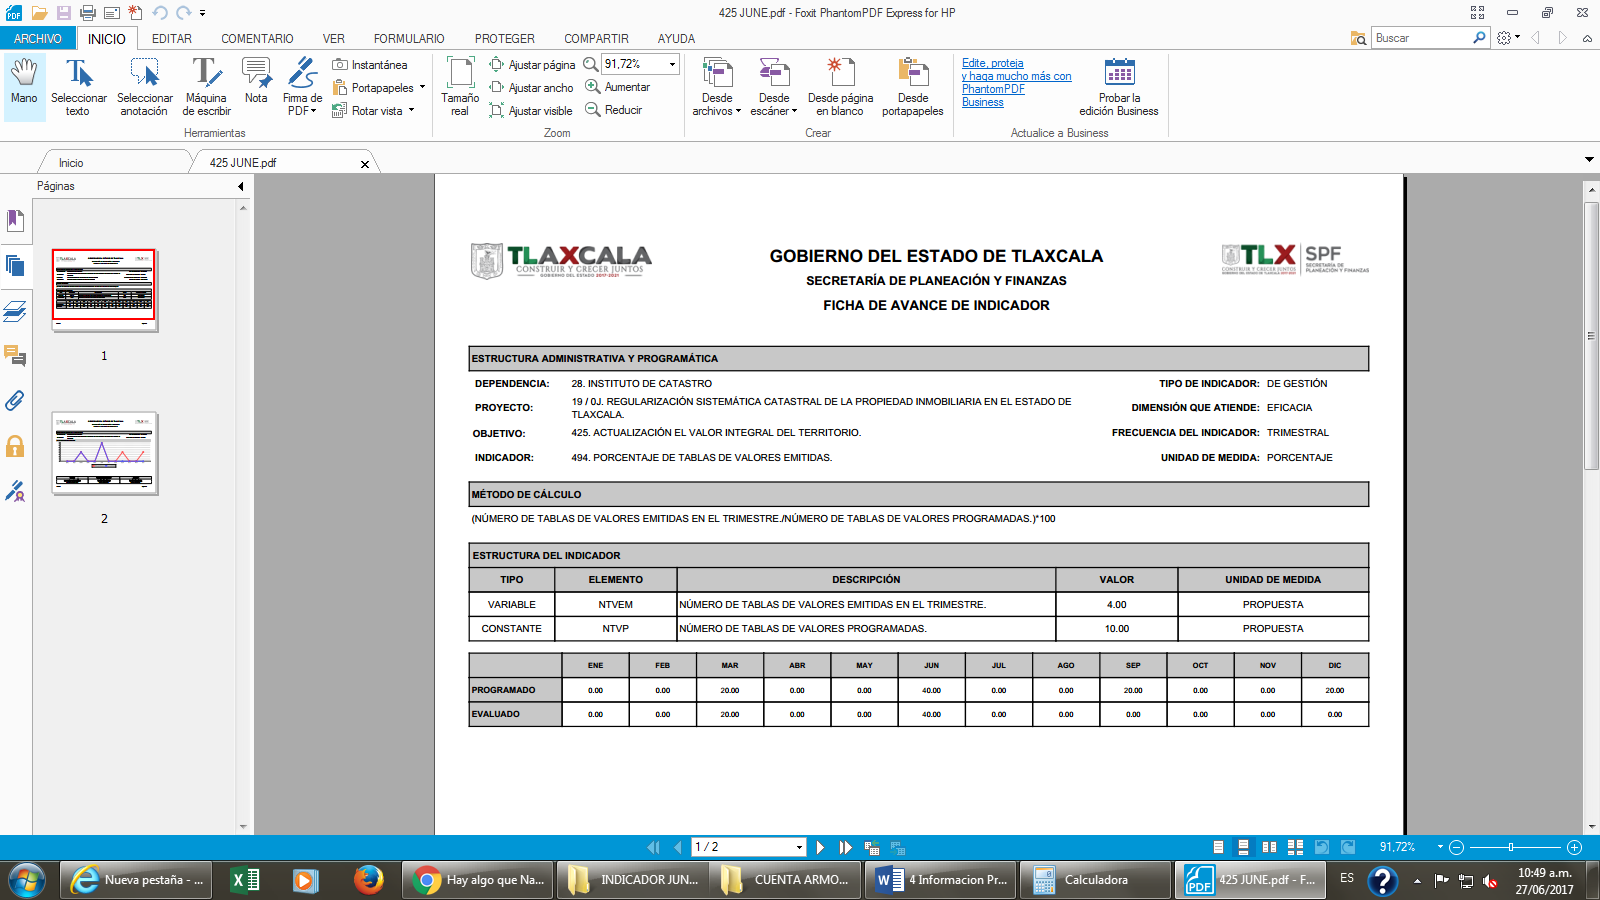 425 JUNE.pdf - Foxit PhantomPDF Express for HP
ARCHIVO INICIO EDITAR COMENTARIO VER FORMULARIO PROTEGER COMPARTIR AYUDA Buscar
Mano
Seleccionar texto
Seleccionar anotación
Máquina de escribir
Nota
Firma de PDF
Instantánea
Portapapeles
Rotar vista
Herramientas
Tamaño real
Ajustar página
Ajustar ancho
Ajustar visible
91,72%
Aumentar
Reducir
Zoom
Desde archivos
Desde escáner
Desde página en blanco
Desde portapapeles
Crear
Edite, proteja
y haga mucho más con
PhantomPDF
Business
Probar la edición Business
Actualice a Business
Inicio 425 JUNE.pdf
Páginas
1
2
TLAXCALA
CONSTRUIR Y CRECER JUNTOS
GOBIERNO DEL ESTADO 2017-2021
GOBIERNO DEL ESTADO DE TLAXCALA
SECRETARÍA DE PLANEACIÓN Y FINANZAS
FICHA DE AVANCE DE INDICADOR
TLX
CONSTRUIR Y CRECER JUNTOS
SPF
SECRETARÍA DE
PLANEACIÓN Y FINANZAS
ESTRUCTURA ADMINISTRATIVA Y PROGRAMÁTICA
DEPENDENCIA: 28. INSTITUTO DE CATASTRO TIPO DE INDICADOR: DE GESTIÓN
PROYECTO: 19 / 0J. REGULARIZACIÓN SISTEMÁTICA CATASTRAL DE LA PROPIEDAD INMOBILIARIA EN EL ESTADO DE
TLAXCALA. DIMENSIÓN QUE ATIENDE: EFICACIA
OBJETIVO: 425. ACTUALIZACIÓN EL VALOR INTEGRAL DEL TERRITORIO. FRECUENCIA DEL INDICADOR: TRIMESTRAL
INDICADOR: 494. PORCENTAJE DE TABLAS DE VALORES EMITIDAS. UNIDAD DE MEDIDA: PORCENTAJE
MÉTODO DE CÁLCULO
(NÚMERO DE TABLAS DE VALORES EMITIDAS EN EL TRIMESTRE./NÚMERO DE TABLAS DE VALORES PROGRAMADAS.)*100
ESTRUCTURA DEL INDICADOR
TIPO ELEMENTO DESCRIPCIÓN VALOR UNIDAD DE MEDIDA
VARIABLE NTVEM NÚMERO DE TABLAS DE VALORES EMITIDAS EN EL TRIMESTRE. 4.00 PROPUESTA
CONSTANTE NTVP NÚMERO DE TABLAS DE VALORES PROGRAMADAS. 10.00 PROPUESTA
ENE FEB MAR ABR MAY JUN JUL AGO SEP OCT NOV DIC
PROGRAMADO 0.00 0.00 20.00 0.00 0.00 40.00 0.00 0.00 20.00 0.00 0.00 20.00
EVALUADO 0.00 0.00 20.00 0.00 0.00 40.00 0.00 0.00 0.00 0.00 0.00 0.00
1 / 2 91,72%
Nueva pestaña - ... Hay algo que Na... INDICADOR JUN... CUENTA ARMO... 4 Informacion Pr... Calculadora 425 JUNE.pdf - F... ES 10:49 a.m.
27/06/2017